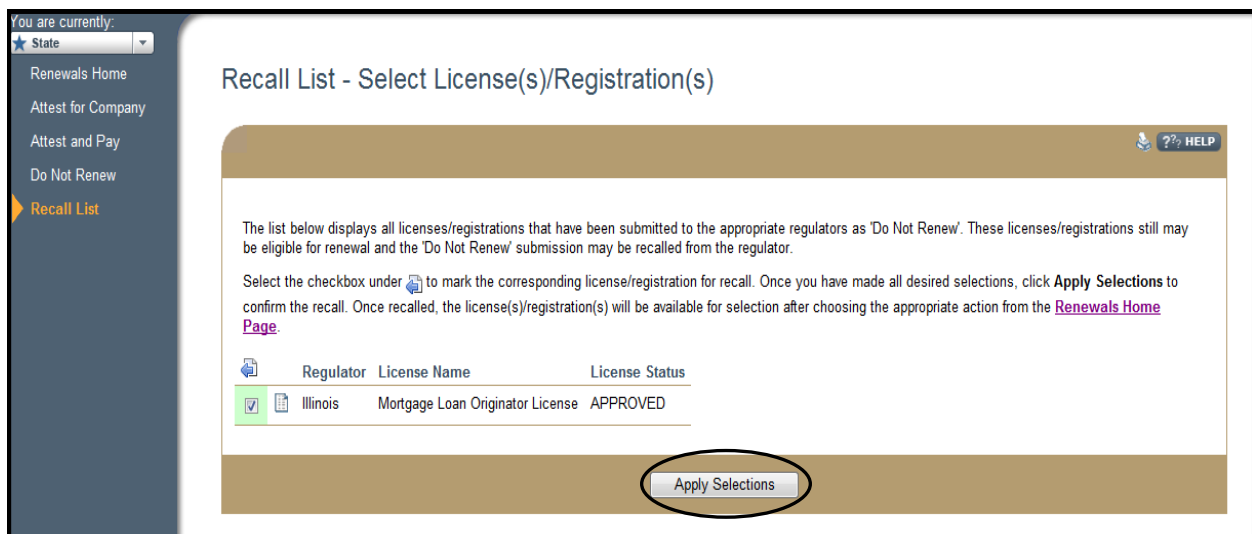 You are currently:
State
Renewals Home
Attest for Company
Attest and Pay
Do Not Renew
Recall List
Recall List - Select License(s)/Registration(s)
??? HELP
The list below displays all licenses/registrations that have been submitted to the appropriate regulators as 'Do Not Renew'. These licenses/registrations still may
be eligible for renewal and the 'Do Not Renew' submission may be recalled from the regulator.
Select the checkbox under to mark the corresponding license/registration for recall. Once you have made all desired selections, click Apply Selections to
confirm the recall. Once recalled, the license(s)/registration(s) will be available for selection after choosing the appropriate action from the Renewals Home
Page.
Regulator License Name License Status
Illinois Mortgage Loan Originator License APPROVED
Apply Selections